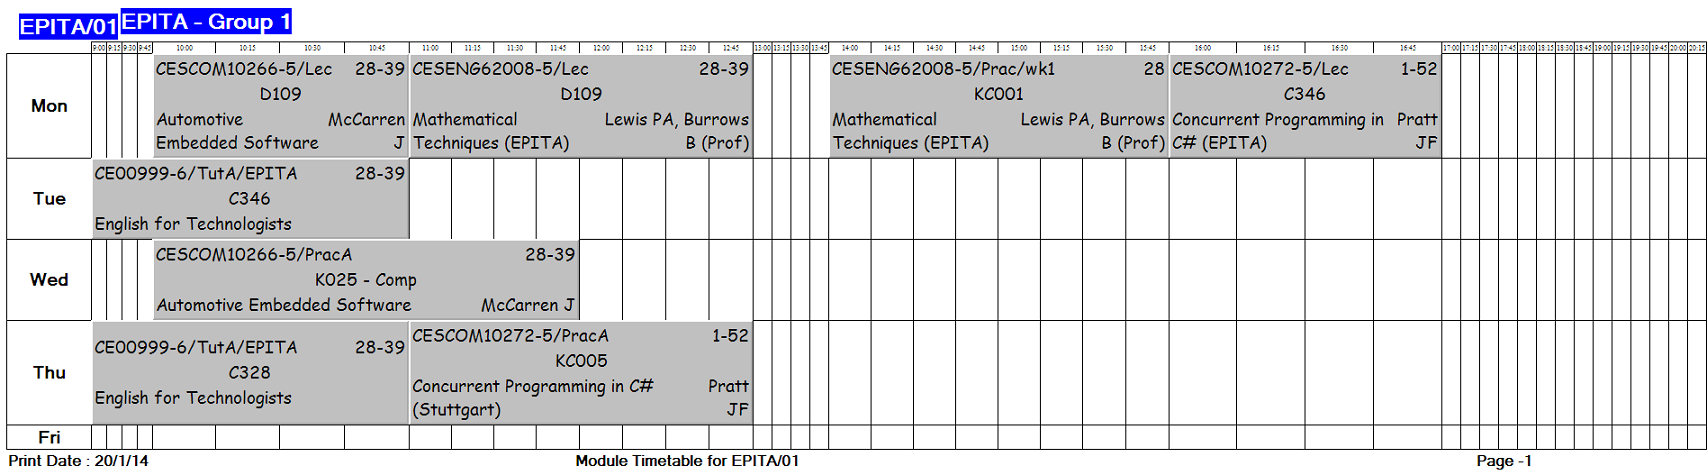 EPITA/01 EPITA - Group 1
9:00 9:15 9:30 9:45 10:00 10:15 10:30 10:45 11:00 11:15 11:30 11:45 12:00 12:15 12:30 12:45 13:00 13:15 13:30 13:45 14:00 14:15 14:30 14:45 15:00 15:15 15:30 15:45 16:00 16:15 16:30 16:45 17:00 17:15 17:30 17:45 18:00 18:15 18:30 18:45 19:00 19:15 19:30 19:45 20:00 20:15
Mon
CESCOM10266-5/Lec 28-39
D109
Automotive McCarren
Embedded Software J
CESENG62008-5/Lec 28-39
D109
Mathematical Lewis PA, Burrows
Techniques (EPITA) B (Prof)
CESENG62008-5/Prac/wk1 28
KC001
Mathematical Lewis PA, Burrows
Techniques (EPITA) B (Prof)
CESCOM10272-5/Lec 1-52
C346
Concurrent Programming in Pratt
C# (EPITA) JF
Tue
CE00999-6/TutA/EPITA 28-39
C346
English for Technologists
Wed
CESCOM10266-5/PracA 28-39
K025 - Comp
Automotive Embedded Software McCarren J
Thu
CE00999-6/TutA/EPITA 28-39
C328
English for Technologists
CESCOM10272-5/PracA 1-52
KC005
Concurrent Programming in C# Pratt
(Stuttgart) JF
Fri
Print Date : 20/1/14 Module Timetable for EPITA/01 Page -1